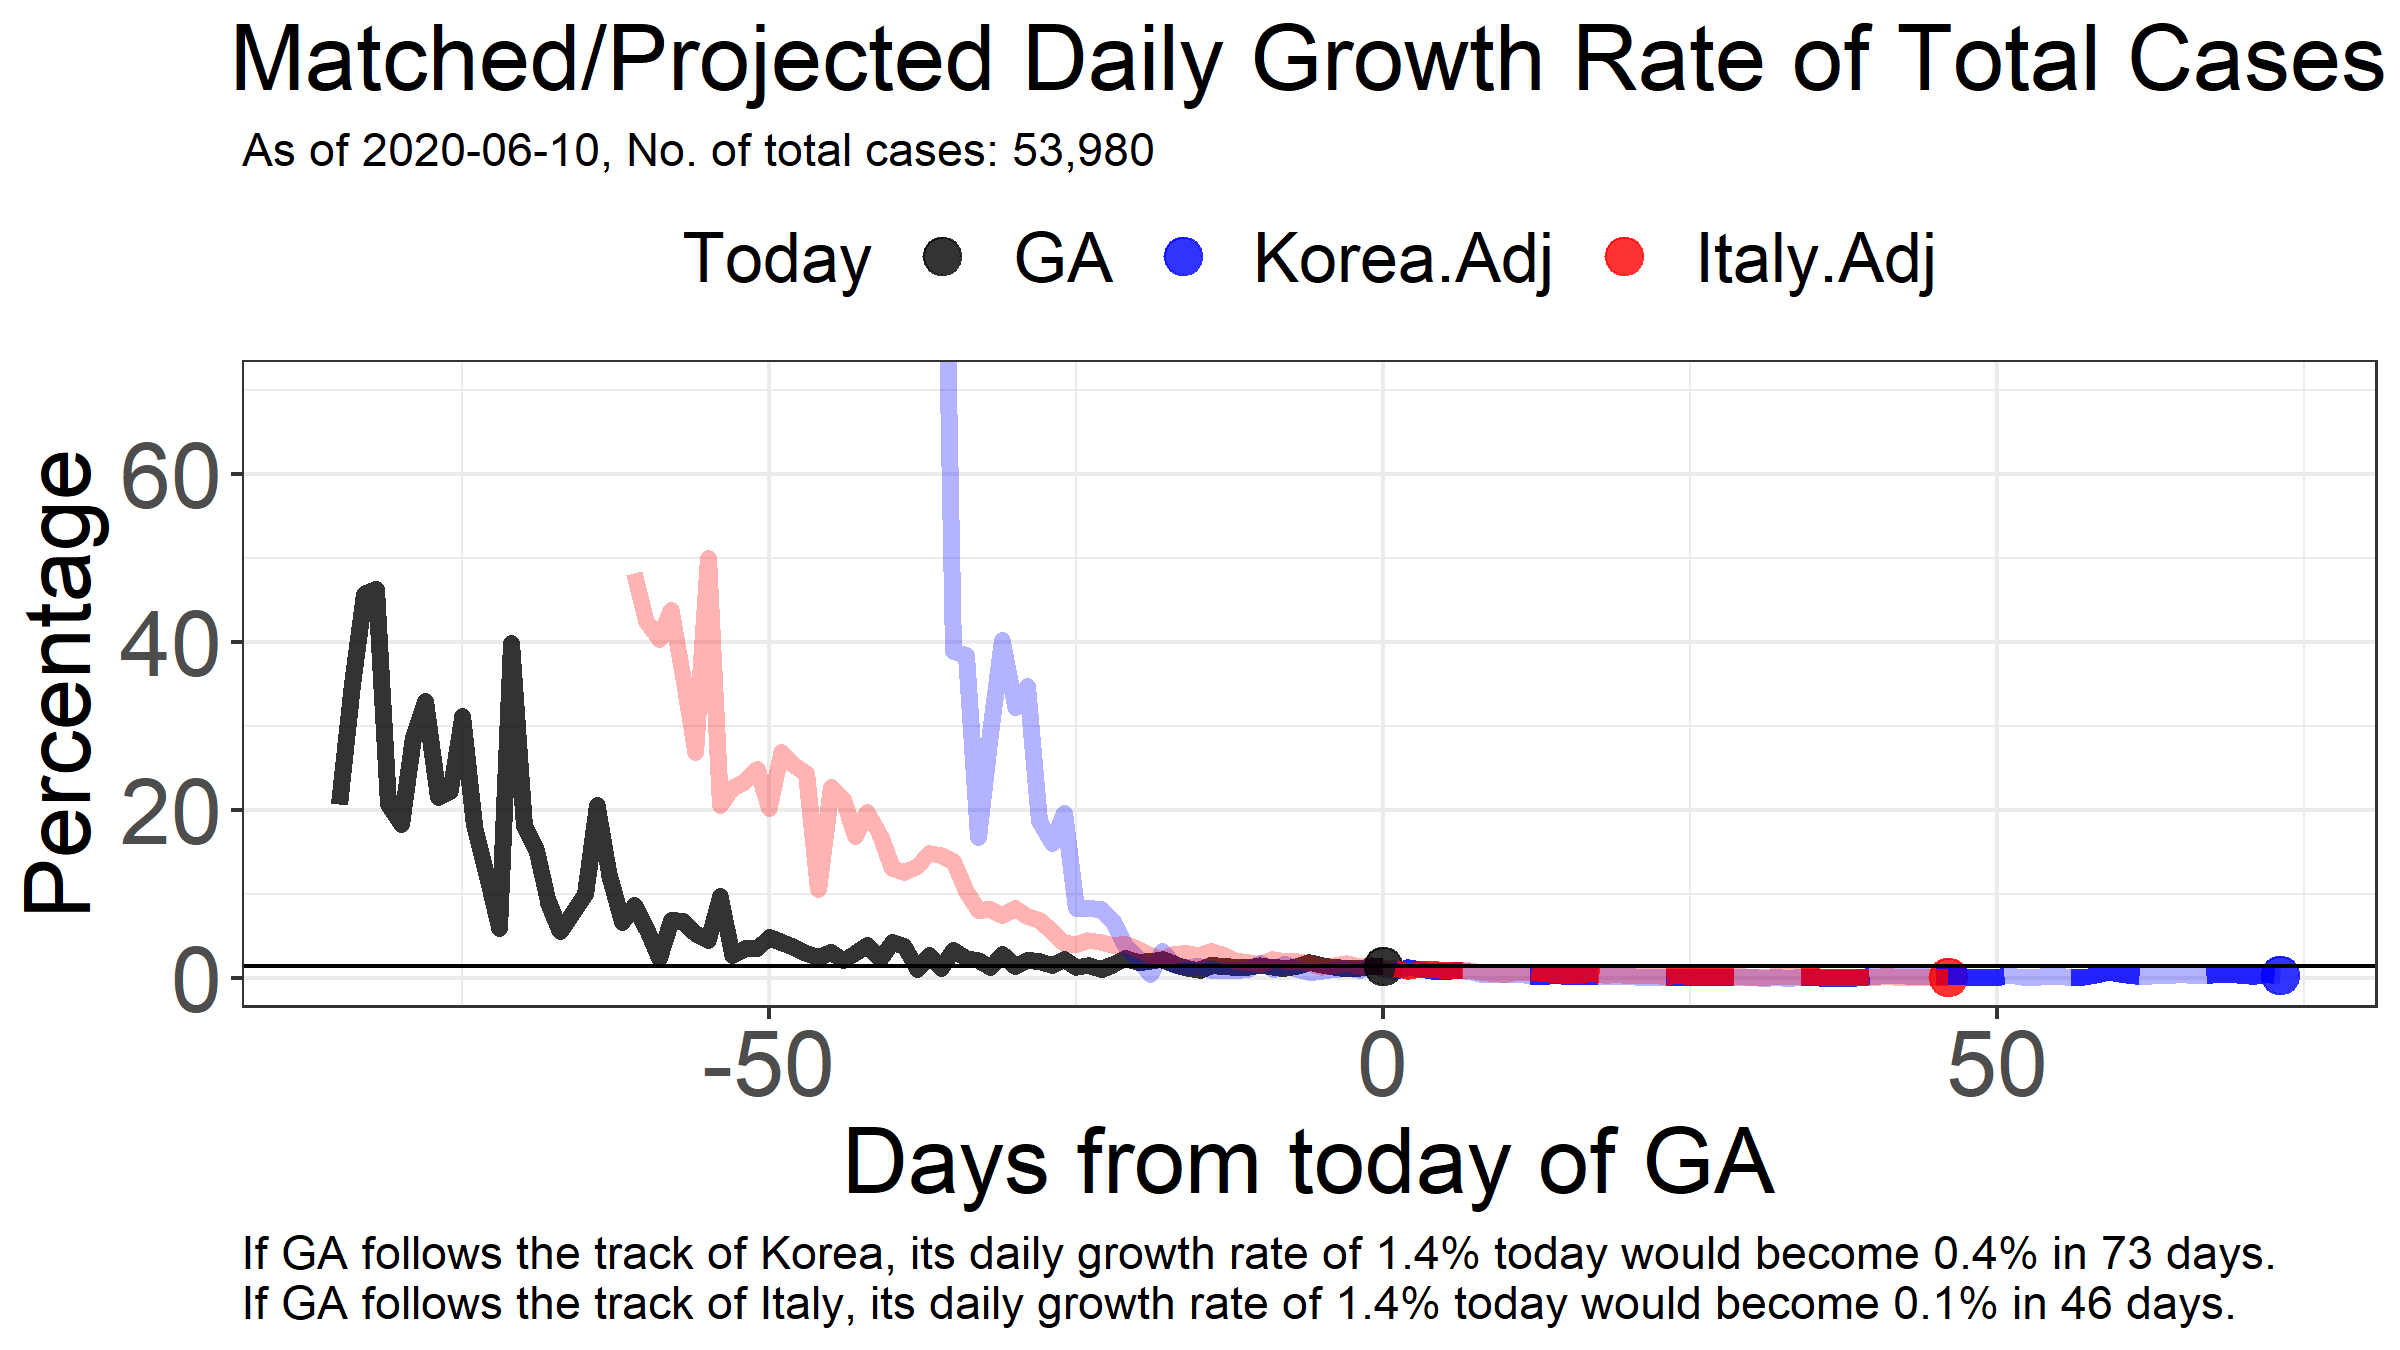 Matched/Projected Daily Growth Rate of Total Cases
As of 2020-06-10, No. of total cases: 53,980
Today GA Korea.Adj Italy.Adj
Percentage
60
40
20
0
-50 0 50
Days from today of GA
If GA follows the track of Korea, its daily growth rate of 1.4% today would become 0.4% in 73 days.
If GA follows the track of Italy, its daily growth rate of 1.4% today would become 0.1% in 46 days.